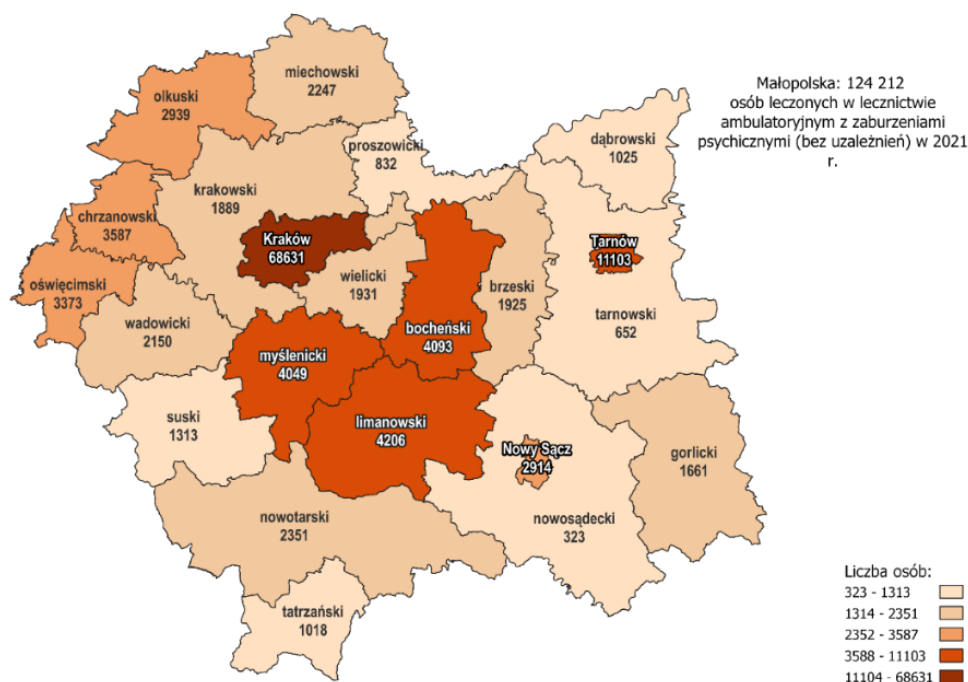 Małopolska: 124 212
osób leczonych w lecznictwie
ambulatoryjnym z zaburzeniami
psychicznymi (bez uzależnień) w 2021
r.
miechowski
2247
olkuski
2939
proszowicki
832
dąbrowski
1025
krakowski
1889
chrzanowski
3587
Kraków
68631
Tarnów
11103
oświęcimski
3373
wielicki
1931
brzeski
1925
tarnowski
652
wadowicki
2150
bocheński
4093
myślenicki
4049
suski
1313
limanowski
4206
Nowy Sącz
2914
gorlicki
1661
nowotarski
2351
nowosądecki
323
tatrzański
1018
Liczba osób:
323 - 1313
1314 - 2351
2352 - 3587
3588 - 11103
11104 - 68631